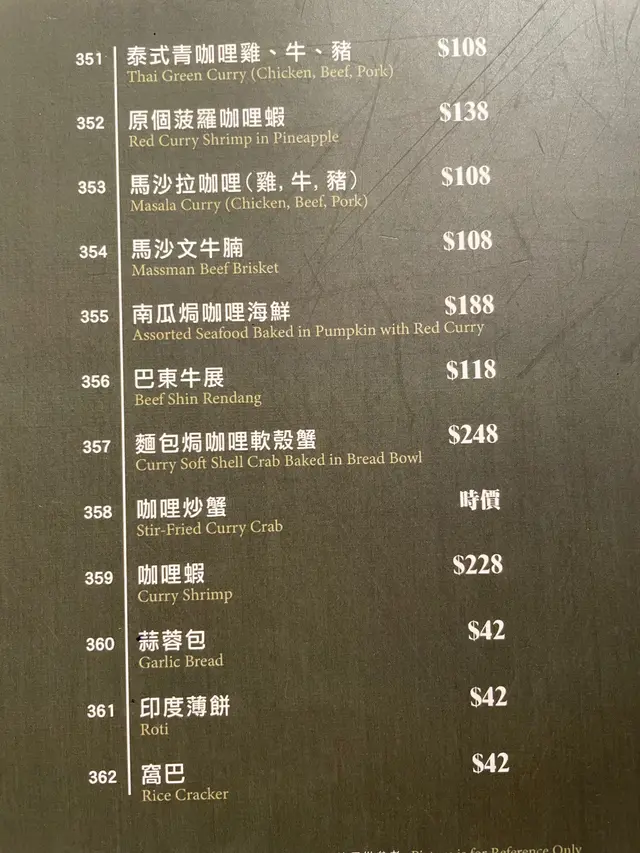 351 泰式青咖哩雞、牛、豬 $108
Thai Green Curry (Chicken, Beef, Pork)
352 原個菠羅咖哩蝦 $138
Red Curry Shrimp in Pineapple
353 馬沙拉咖哩(雞, 牛, 豬) $108
Masala Curry (Chicken, Beef, Pork)
354 馬沙文牛腩 $108
Massman Beef Brisket
355 南瓜焗咖哩海鮮 $188
Assorted Seafood Baked in Pumpkin with Red Curry
356 巴東牛展 $118
Beef Shin Rendang
357 麵包焗咖哩軟殼蟹 $248
Curry Soft Shell Crab Baked in Bread Bowl
358 咖哩炒蟹 時價
Stir-Fried Curry Crab
359 咖哩蝦 $228
Curry Shrimp
360 蒜蓉包 $42
Garlic Bread
361 印度薄餅 $42
Roti
362 窩巴 $42
Rice Cracker
for Reference Only